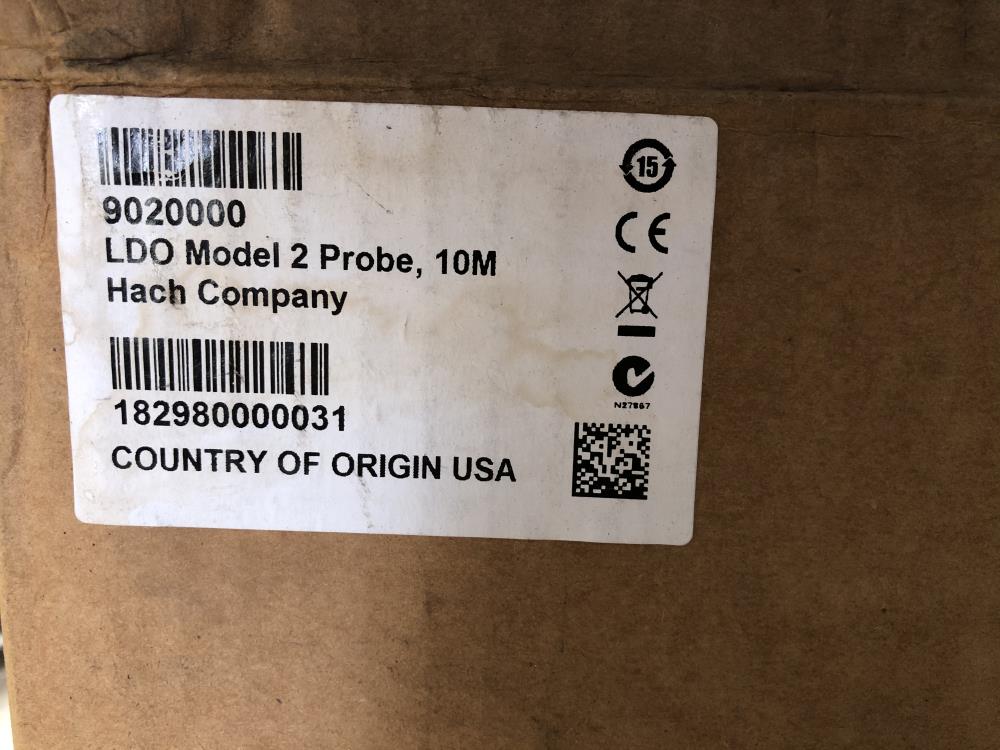 9020000
LDO Model 2 Probe, 10M
Hach Company
182980000031
COUNTRY OF ORIGIN USA
15
CE
N27867